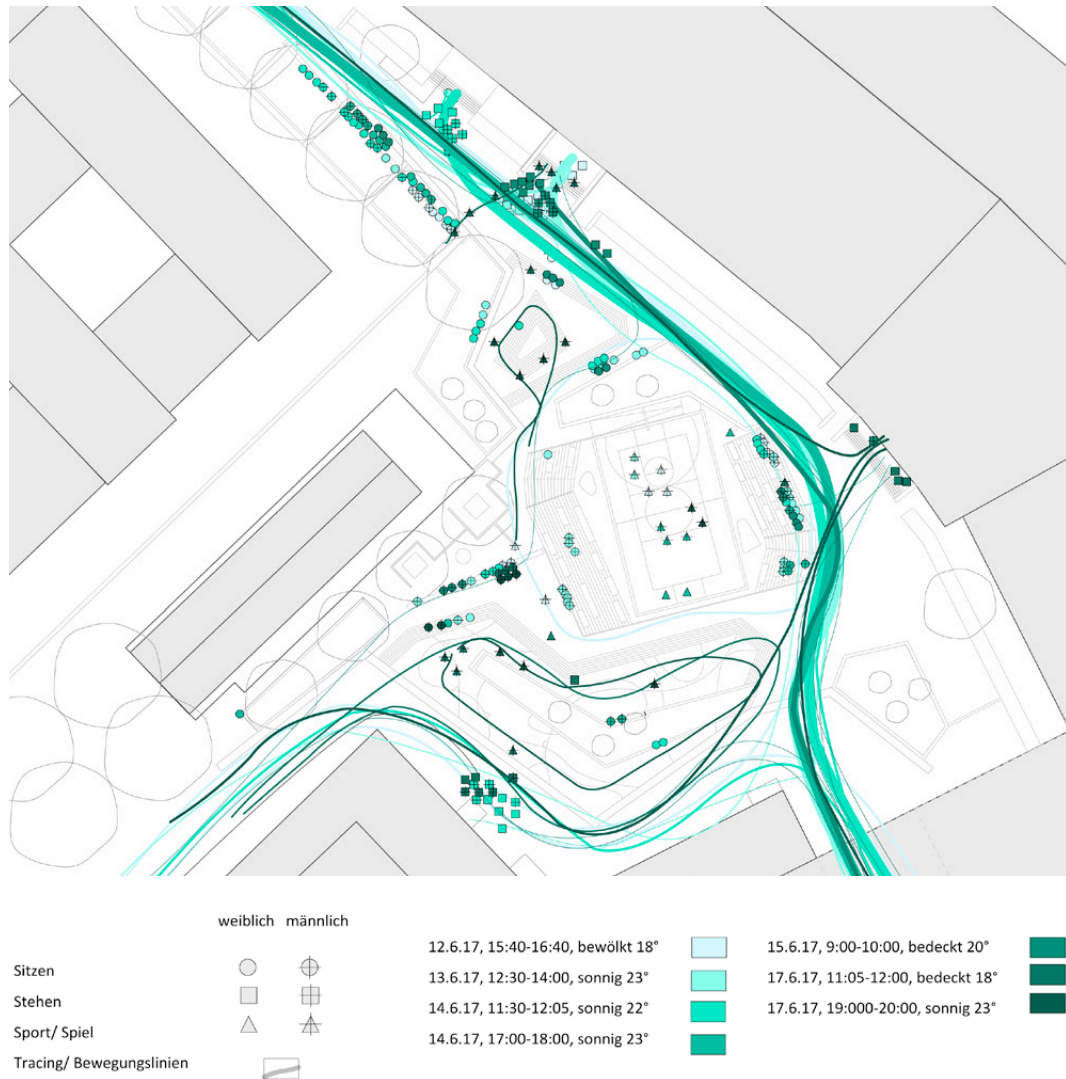 weiblich männlich
Sitzen
Stehen
Sport/ Spiel
Tracing/ Bewegungslinien
12.6.17, 15:40-16:40, bewölkt 18°
13.6.17, 12:30-14:00, sonnig 23°
14.6.17, 11:30-12:05, sonnig 22°
14.6.17, 17:00-18:00, sonnig 23°
15.6.17, 9:00-10:00, bedeckt 20°
17.6.17, 11:05-12:00, bedeckt 18°
17.6.17, 19:000-20:00, sonnig 23°